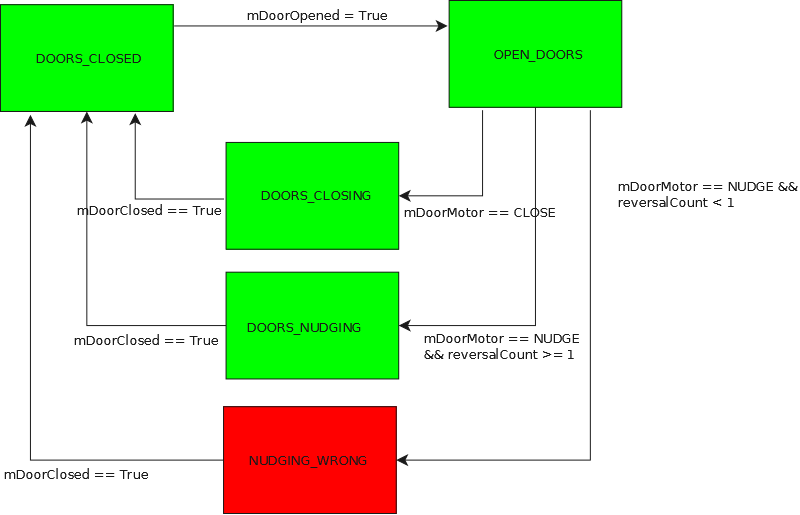 mDoorOpened = True
DOORS_CLOSED
OPEN_DOORS
DOORS_CLOSING
mDoorMotor == NUDGE &&
reversalCount < 1
mDoorClosed == True
mDoorMotor == CLOSE
DOORS_NUDGING
mDoorClosed == True
mDoorMotor == NUDGE
&& reversalCount >= 1
NUDGING_WRONG
mDoorClosed == True